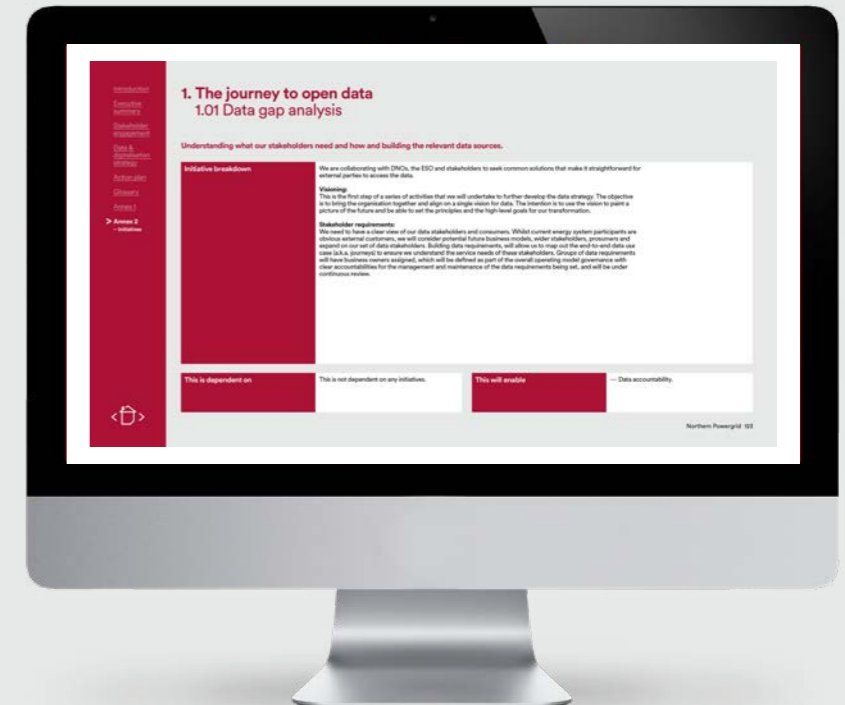 Introduction
Executive
summary
Stakeholder
engagement
Data &
digitalisation
strategy
Action plan
Glossary
Annex 1
> Annex 2
– Initiatives
1. The journey to open data
1.01 Data gap analysis
Understanding what our stakeholders need and how and building the relevant data sources.
Initiative breakdown
We are collaborating with DNOs, the ESO and stakeholders to seek common solutions that make it straightforward for
external parties to access the data.
Visioning:
This is the first step of a series of activities that we will undertake to further develop the data strategy. The objective
is to bring the organisation together and align on a single vision for data. The intention is to use the vision to paint a
picture of the future and be able to set the principles and the high-level goals for our transformation.
Stakeholder requirements:
We need to have a clear view of our data stakeholders and consumers. Whilst current energy system participants are
obvious external customers, we will consider potential future business models, wider stakeholders, prosumers and
expand on our set of data stakeholders. Building data requirements, will allow us to map out the end-to-end data use
case (a.k.a. journeys) to ensure we understand the service needs of these stakeholders. Groups of data requirements
will have business owners assigned, which will be defined as part of the overall operating model governance with
clear accountabilities for the management and maintenance of the data requirements being set, and will be under
continuous review.
This is dependent on
This is not dependent on any initiatives.
This will enable
— Data accountability.
Northern Powergrid 123